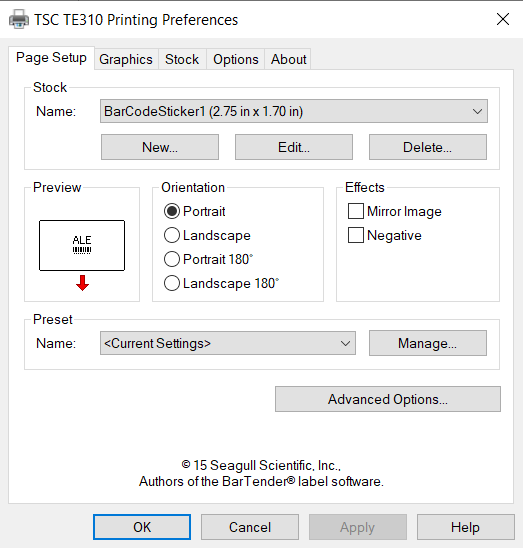 TSC TE310 Printing Preferences
Page Setup Graphics Stock Options About
Stock
Name: BarCodeSticker1 (2.75 in x 1.70 in)
New... Edit... Delete...
Preview Orientation Effects
Portrait Mirror Image
ALE Landscape Negative
Portrait 180°
Landscape 180°
Preset
Name: <Current Settings> Manage...
Advanced Options...
© 15 Seagull Scientific, Inc.,
Authors of the BarTender® label software.
OK Cancel Apply Help